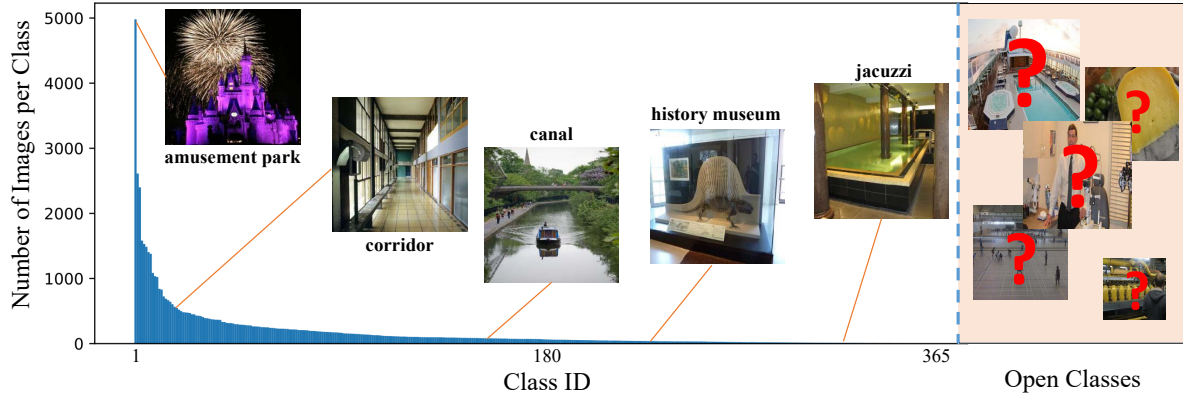 Number of Images per Class
5000
4000
3000
2000
1000
0
amusement park
corridor
canal
history museum
jacuzzi
?
?
?
?
?
1
180
365
Class ID
Open Classes